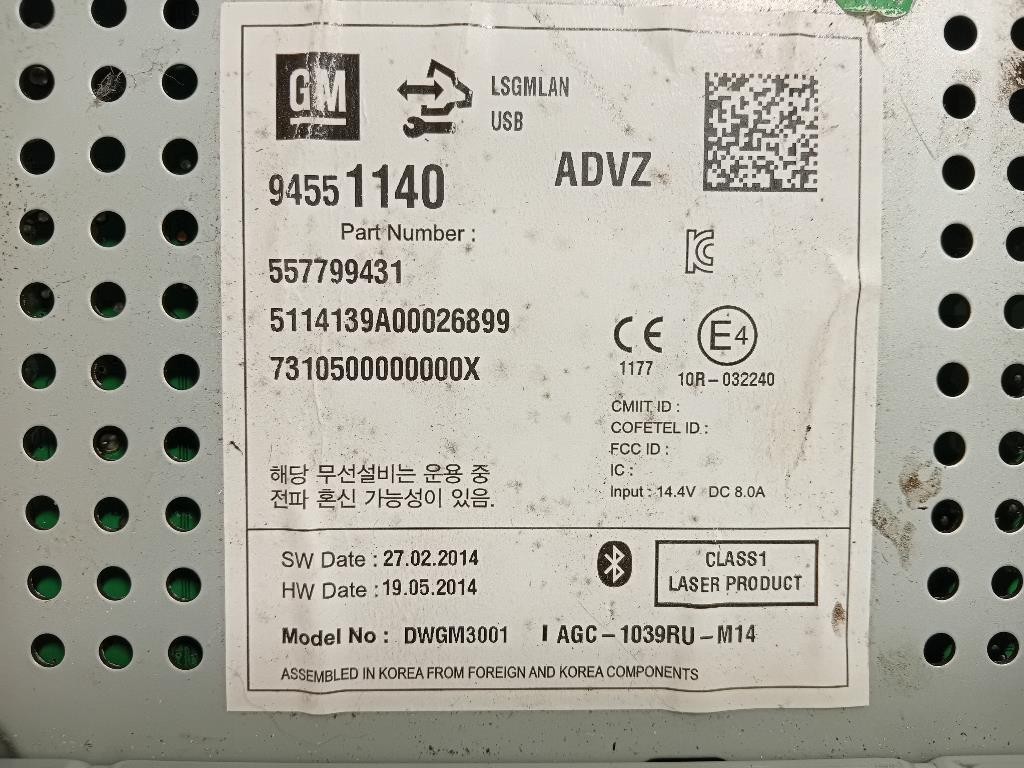 GM
LSGMLAN
USB
94551140
ADVZ
Part Number :
557799431
5114139A00026899
7310500000000X
CE
1177
E4
10R-032240
CMIIT ID :
COFETEL ID :
FCC ID :
IC :
Input : 14.4V DC 8.0A
해당 무선설비는 운용 중
전파 혼신 가능성이 있음.
SW Date : 27.02.2014
HW Date : 19.05.2014
CLASS1
LASER PRODUCT
Model No : DWGM3001 I AGC-1039RU-M14
ASSEMBLED IN KOREA FROM FOREIGN AND KOREA COMPONENTS